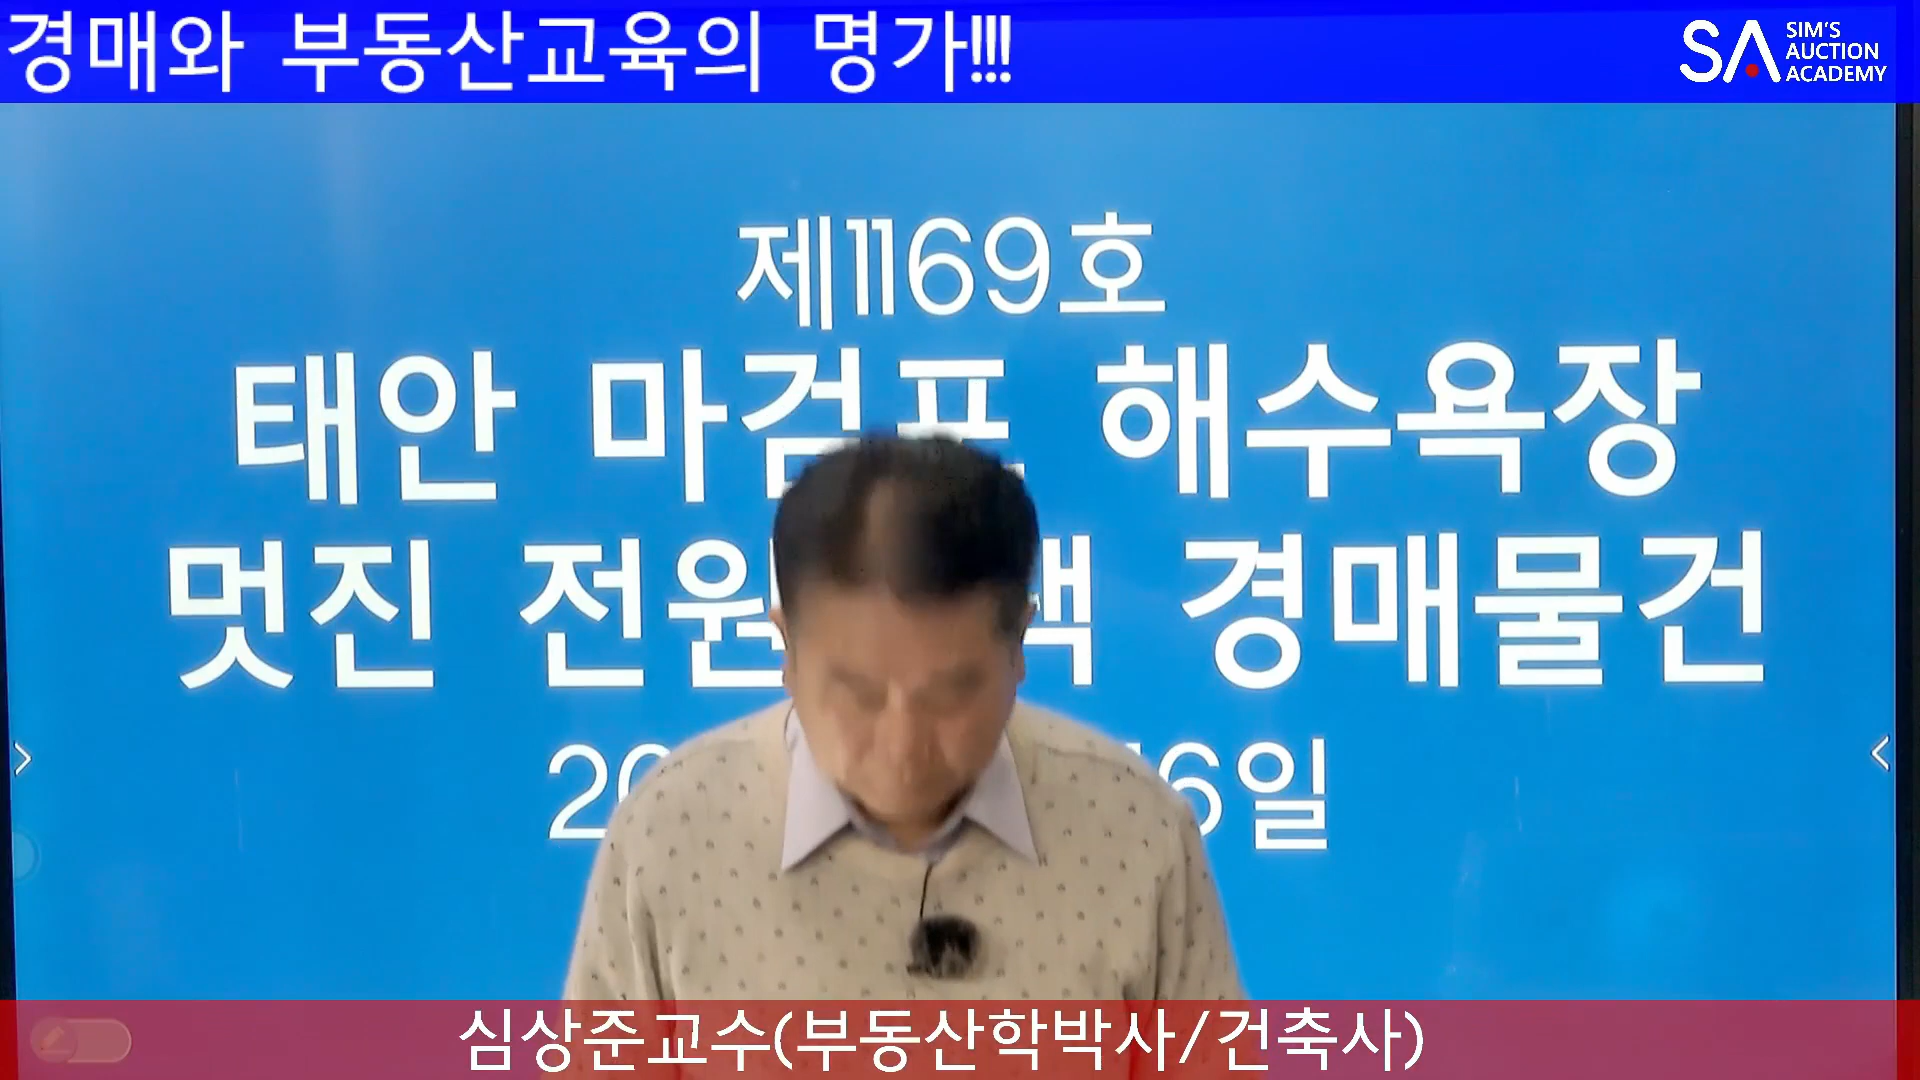 경매와 부동산교육의 명가!!!
SA SIM'S
AUCTION
ACADEMY
제1169호
태안 마검포 해수욕장
멋진 전원 경매물건
일
심상준교수(부동산학박사/건축사)